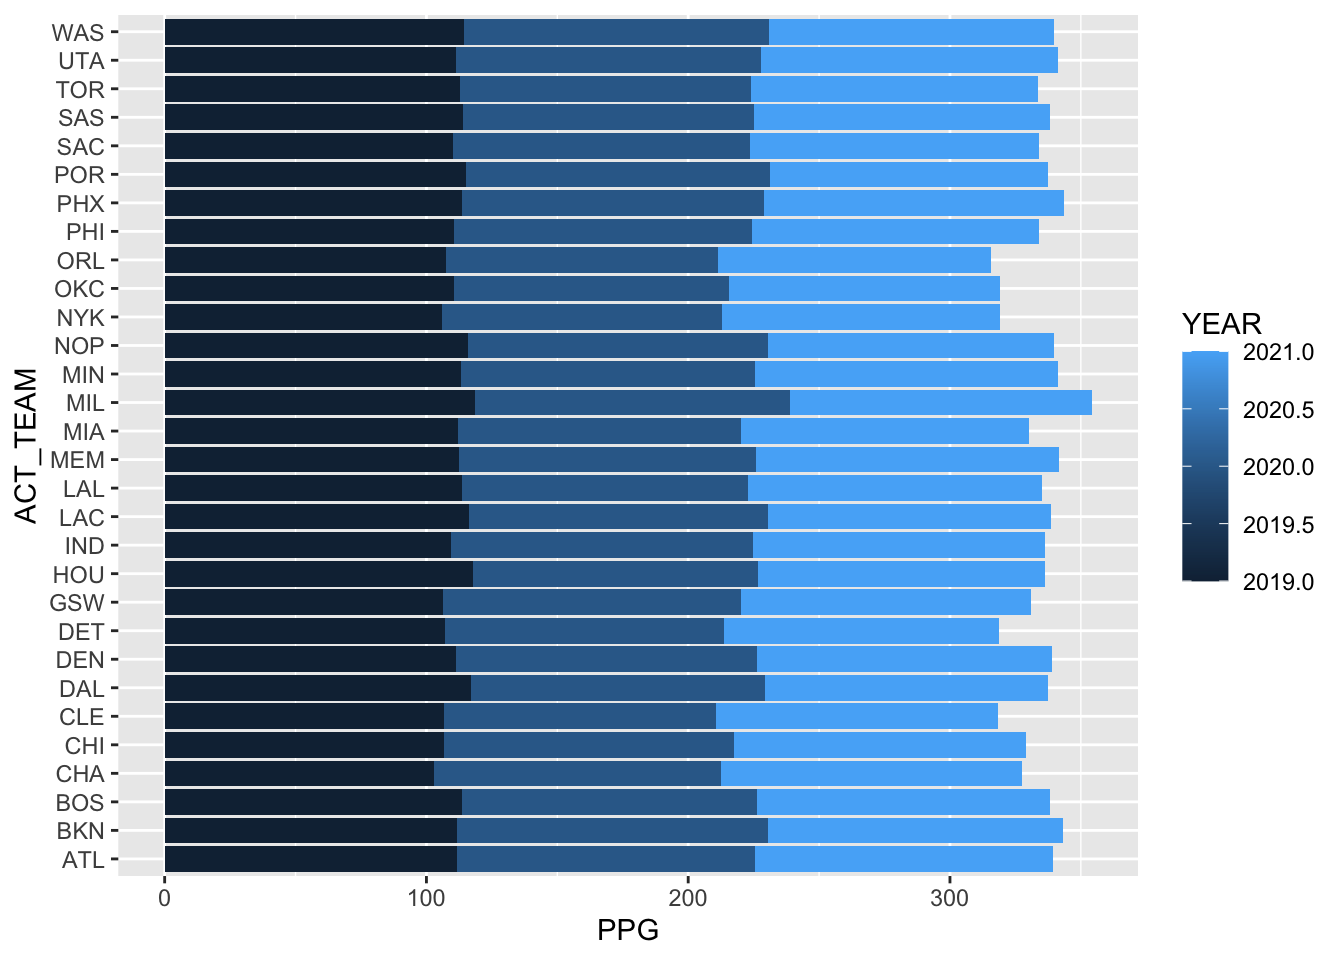 WAS
UTA
TOR
SAS
SAC
POR
PHX
PHI
ORL
OKC
NYK
NOP
MIN
MIL
MIA
MEM
LAL
LAC
IND
HOU
GSW
DET
DEN
DAL
CLE
CHI
CHA
BOS
BKN
ATL
ACT_TEAM
0 100 200 300
PPG
YEAR
2021.0
2020.5
2020.0
2019.5
2019.0